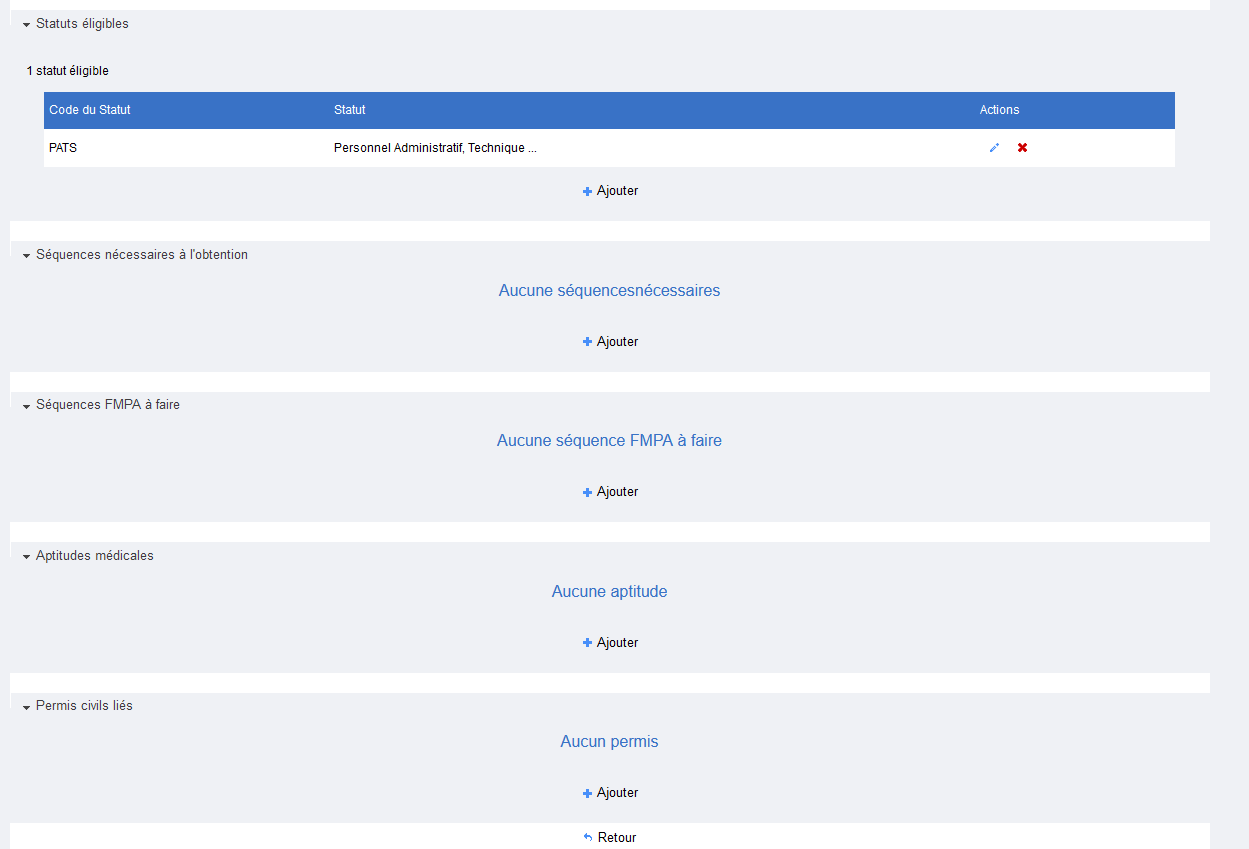 Statuts éligibles
1 statut éligible
Code du Statut Statut Actions
PATS Personnel Administratif, Technique ...
Ajouter
Séquences nécessaires à l'obtention
Aucune séquencesnécessaires
Ajouter
Séquences FMPA à faire
Aucune séquence FMPA à faire
Ajouter
Aptitudes médicales
Aucune aptitude
Ajouter
Permis civils liés
Aucun permis
Ajouter
Retour